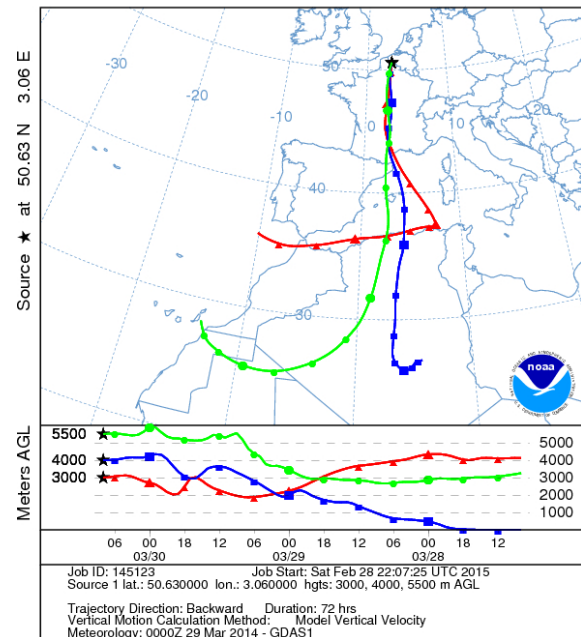 Source ★ at 50.63 N 3.06 E
-30
-20
-10
0
10
20
50
40
30
noaa
Meters AGL
5500
4000
3000
5000
4000
3000
2000
1000
06 00 18 12 06 00 18 12 06 00 18 12
03/30 03/29 03/28
Job ID: 145123 Job Start: Sat Feb 28 22:07:25 UTC 2015
Source 1 lat.: 50.630000 lon.: 3.060000 hgts: 3000, 4000, 5500 m AGL
Trajectory Direction: Backward Duration: 72 hrs
Vertical Motion Calculation Method: Model Vertical Velocity
Meteorology: 0000Z 29 Mar 2014 - GDAS1